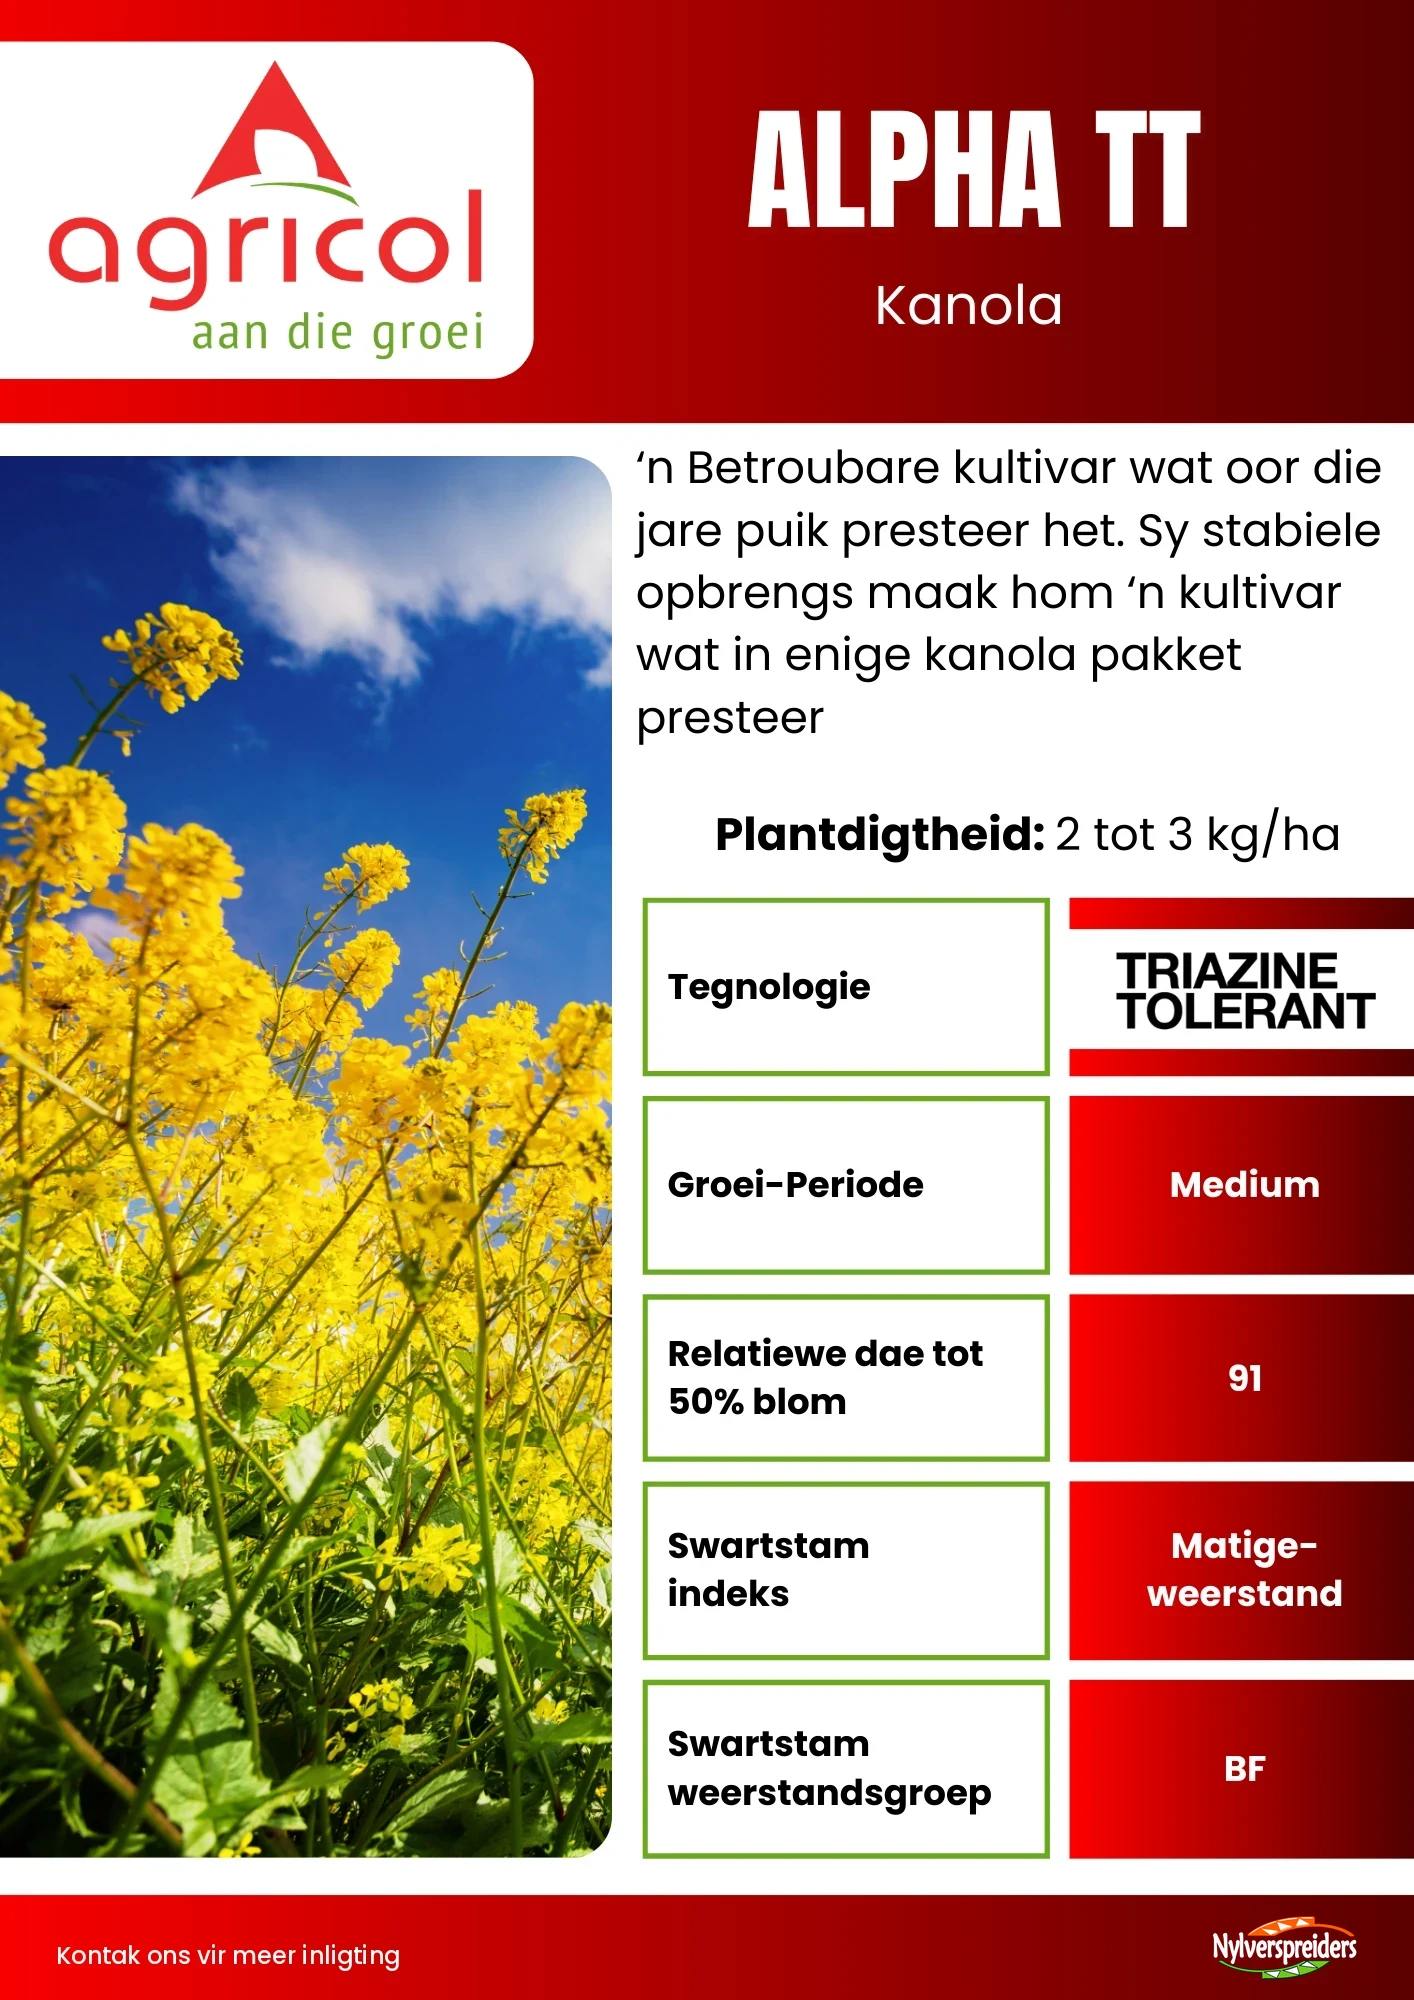 agricol
aan die groei
ALPHA TT
Kanola
‘n Betroubare kultivar wat oor die
jare puik presteer het. Sy stabiele
opbrengs maak hom ‘n kultivar
wat in enige kanola pakket
presteer
Plantdigtheid: 2 tot 3 kg/ha
Tegnologie
TRIAZINE
TOLERANT
Groei-Periode
Medium
Relatiewe dae tot
50% blom
91
Swartstam
indeks
Matige-
weerstand
Swartstam
weerstandsgroep
BF
Kontak ons vir meer inligting
Nylverspreiders